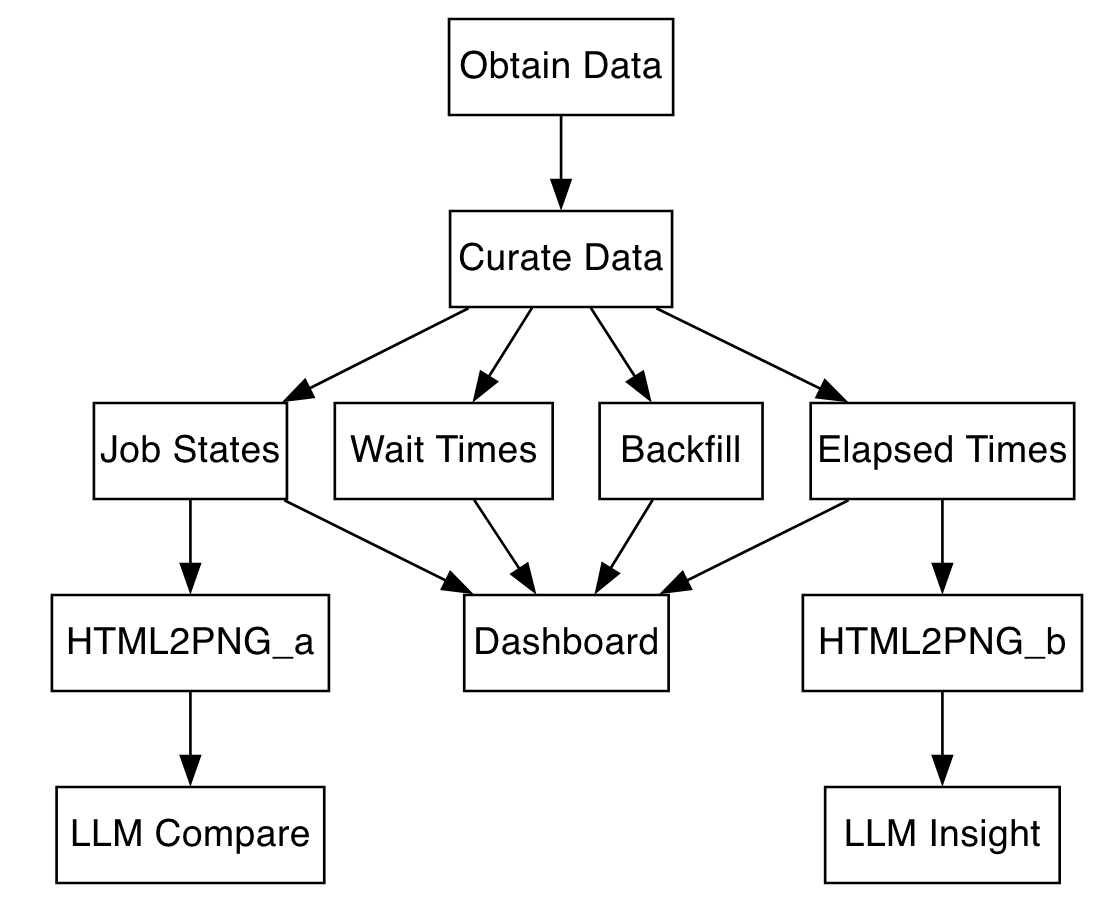 Obtain Data
Curate Data
Job States
Wait Times
Backfill
Elapsed Times
HTML2PNG_a
Dashboard
HTML2PNG_b
LLM Compare
LLM Insight